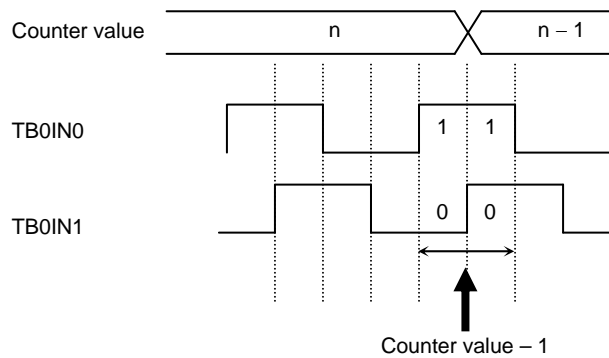 Counter value n n − 1
TB0IN0 1 1
TB0IN1 0 0
Counter value – 1